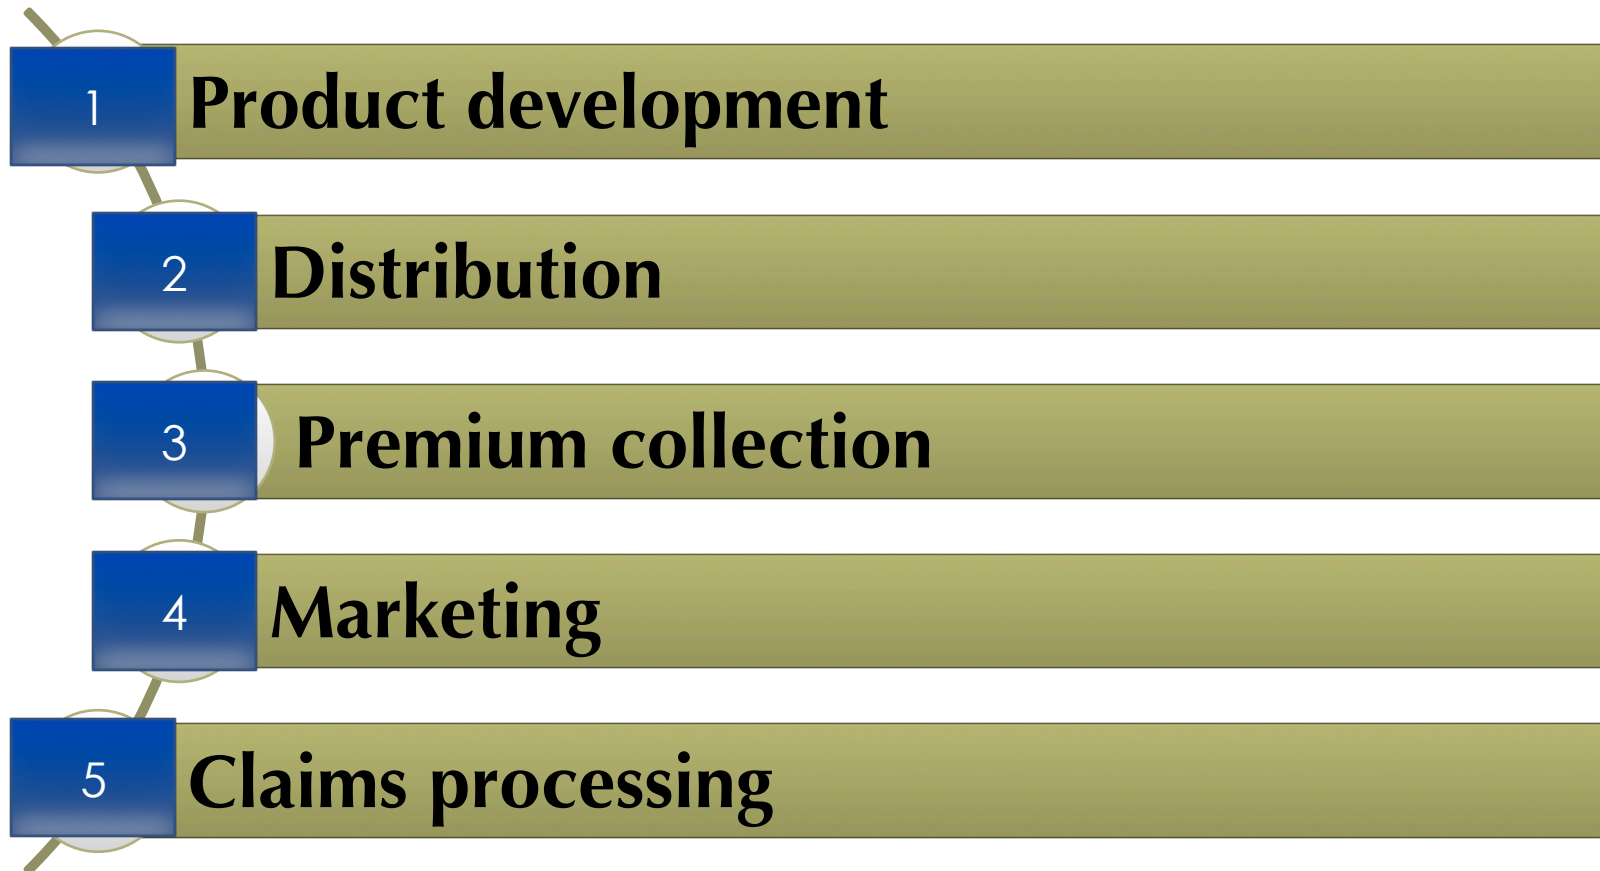 1 Product development
2 Distribution
3 Premium collection
4 Marketing
5 Claims processing